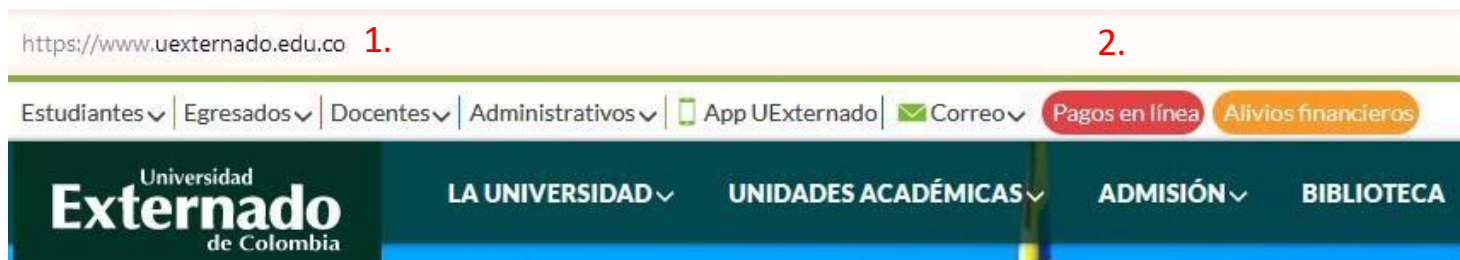 https://www.uexternado.edu.co 1. 2.
Estudiantes Egresados Docentes Administrativos App UExternado Correo Pagos en línea Alivios financieros
Universidad
Externado
de Colombia
LA UNIVERSIDAD UNIDADES ACADÉMICAS ADMISIÓN BIBLIOTECA